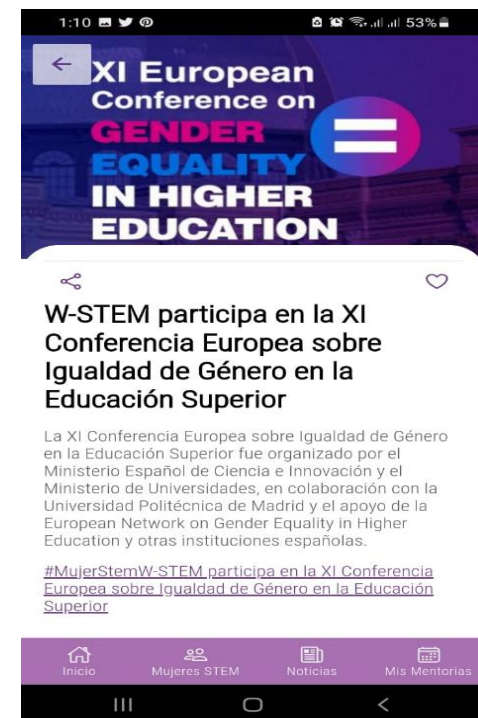 1:10 53%
XI European
Conference on
GENDER
EQUALITY
IN HIGHER
EDUCATION
W-STEM participa en la XI
Conferencia Europea sobre
Igualdad de Género en la
Educación Superior
La XI Conferencia Europea sobre Igualdad de Género
en la Educación Superior fue organizado por el
Ministerio Español de Ciencia e Innovación y el
Ministerio de Universidades, en colaboración con la
Universidad Politécnica de Madrid y el apoyo de la
European Network on Gender Equality in Higher
Education y otras instituciones españolas.
#MujerStemW-STEM participa en la XI Conferencia
Europea sobre Igualdad de Género en la Educación
Superior
Inicio Mujeres STEM Noticias Mis Mentorias